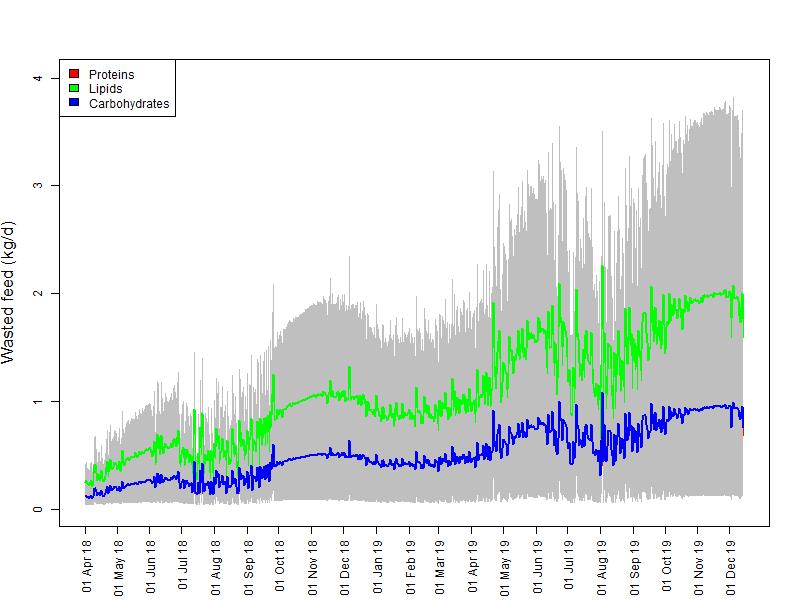 Proteins
Lipids
Carbohydrates
Wasted feed (kg/d)
4
3
2
1
0
01 Apr 18
01 May 18
01 Jun 18
01 Jul 18
01 Aug 18
01 Sep 18
01 Oct 18
01 Nov 18
01 Dec 18
01 Jan 19
01 Feb 19
01 Mar 19
01 Apr 19
01 May 19
01 Jun 19
01 Jul 19
01 Aug 19
01 Sep 19
01 Oct 19
01 Nov 19
01 Dec 19